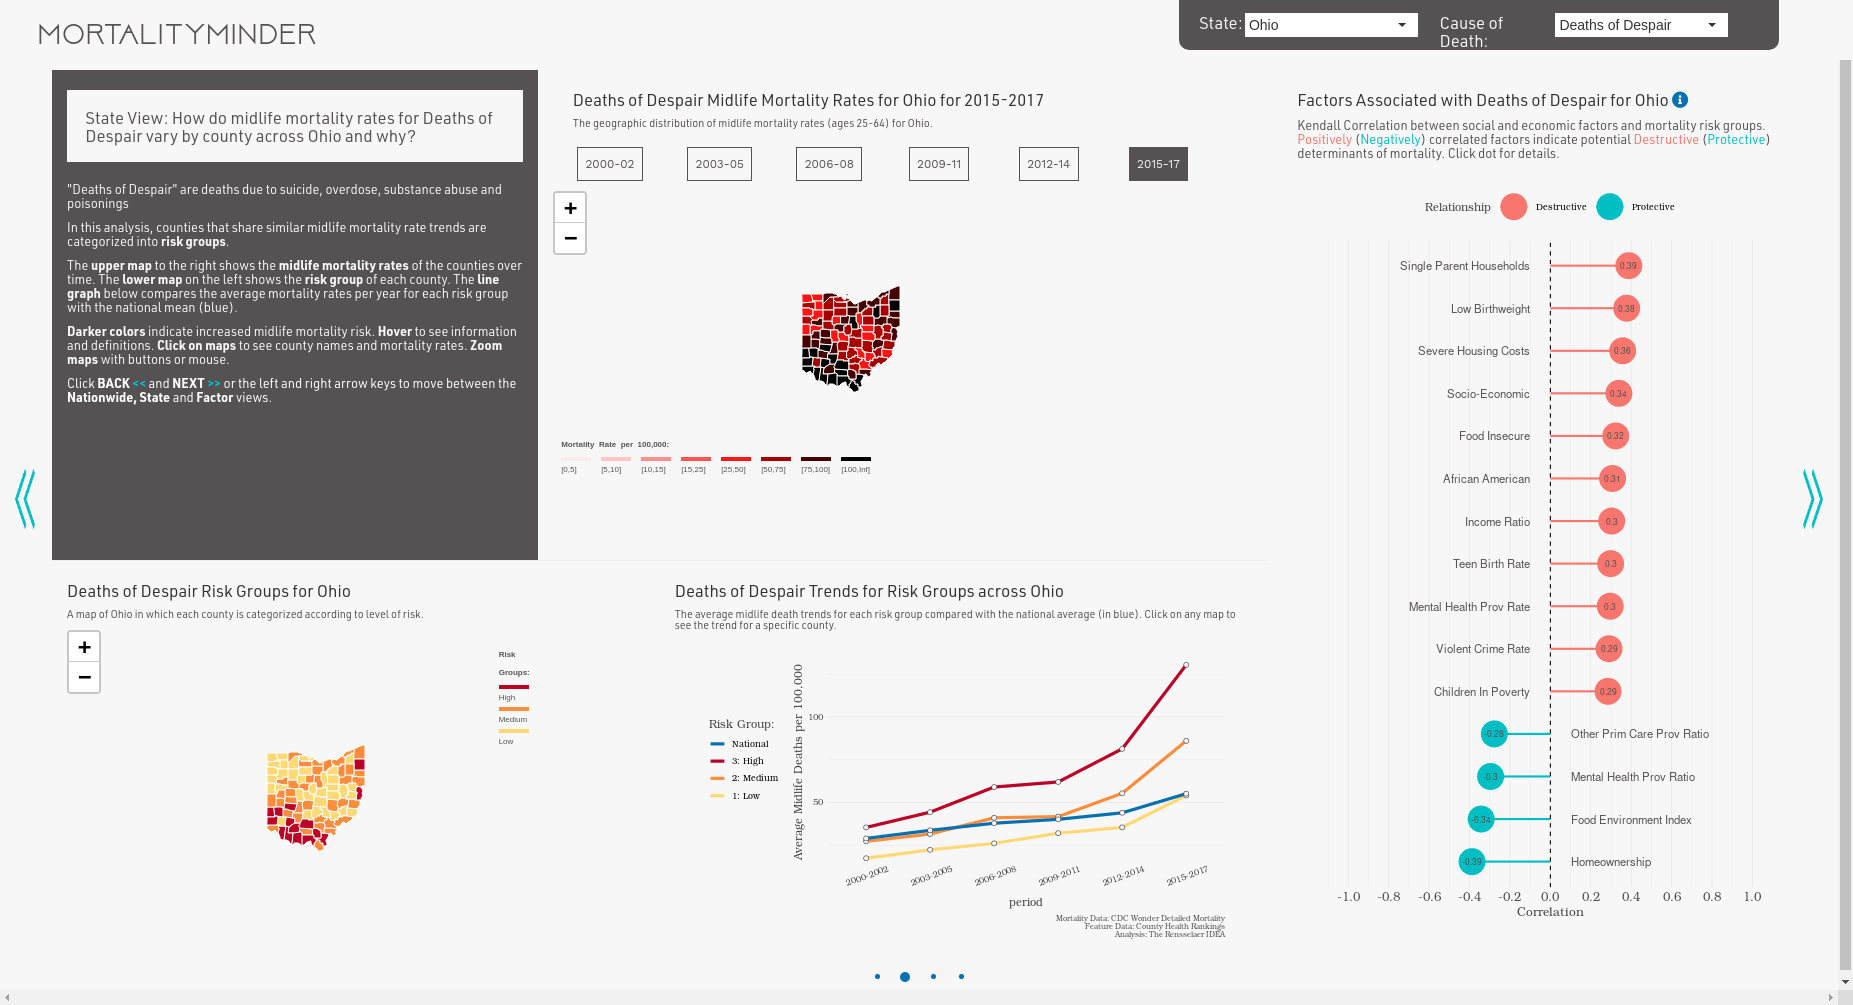 MORTALITYMINDER
State:
Ohio
Cause of
Death:
Deaths of Despair
State View: How do midlife mortality rates for Deaths of
Despair vary by county across Ohio and why?
"Deaths of Despair" are deaths due to suicide, overdose, substance abuse and
poisonings
In this analysis, counties that share similar midlife mortality rate trends are
categorized into risk groups.
The upper map to the right shows the midlife mortality rates of the counties over
time. The lower map on the left shows the risk group of each county. The line
graph below compares the average mortality rates per year for each risk group
with the national mean (blue).
Darker colors indicate increased midlife mortality risk. Hover to see information
and definitions. Click on maps to see county names and mortality rates. Zoom
maps with buttons or mouse.
Click BACK << and NEXT >> or the left and right arrow keys to move between the
Nationwide, State and Factor views.
Deaths of Despair Midlife Mortality Rates for Ohio for 2015-2017
The geographic distribution of midlife mortality rates (ages 25-64) for Ohio.
2000-02
2003-05
2006-08
2009-11
2012-14
2015-17
+
−
Mortality Rate per 100,000:
[0,5]
[5,10]
[10,15]
[15,25]
[25,50]
[50,75]
[75,100]
[100,Inf]
Factors Associated with Deaths of Despair for Ohio
Kendall Correlation between social and economic factors and mortality risk groups.
Positively (Negatively) correlated factors indicate potential Destructive (Protective)
determinants of mortality. Click dot for details.
Relationship
Destructive
Protective
Single Parent Households
0.39
Low Birthweight
0.38
Severe Housing Costs
0.36
Socio-Economic
0.34
Food Insecure
0.32
African American
0.31
Income Ratio
0.3
Teen Birth Rate
0.3
Mental Health Prov Rate
0.3
Violent Crime Rate
0.29
Children In Poverty
0.29
-0.28
Other Prim Care Prov Ratio
-0.3
Mental Health Prov Ratio
-0.34
Food Environment Index
-0.39
Homeownership
-1.0
-0.8
-0.6
-0.4
-0.2
0.0
0.2
0.4
0.6
0.8
1.0
Correlation
Deaths of Despair Risk Groups for Ohio
A map of Ohio in which each county is categorized according to level of risk.
+
−
Risk
Groups:
High
Medium
Low
Deaths of Despair Trends for Risk Groups across Ohio
The average midlife death trends for each risk group compared with the national average (in blue). Click on any map to
see the trend for a specific county.
Risk Group:
National
3: High
2: Medium
1: Low
Average Midlife Deaths per 100,000
100
50
0
2000-2002
2003-2005
2006-2008
2009-2011
2012-2014
2015-2017
period
Mortality Data: CDC Wonder Detailed Mortality
Feature Data: County Health Rankings
Analysis: The Rensselaer IDEA